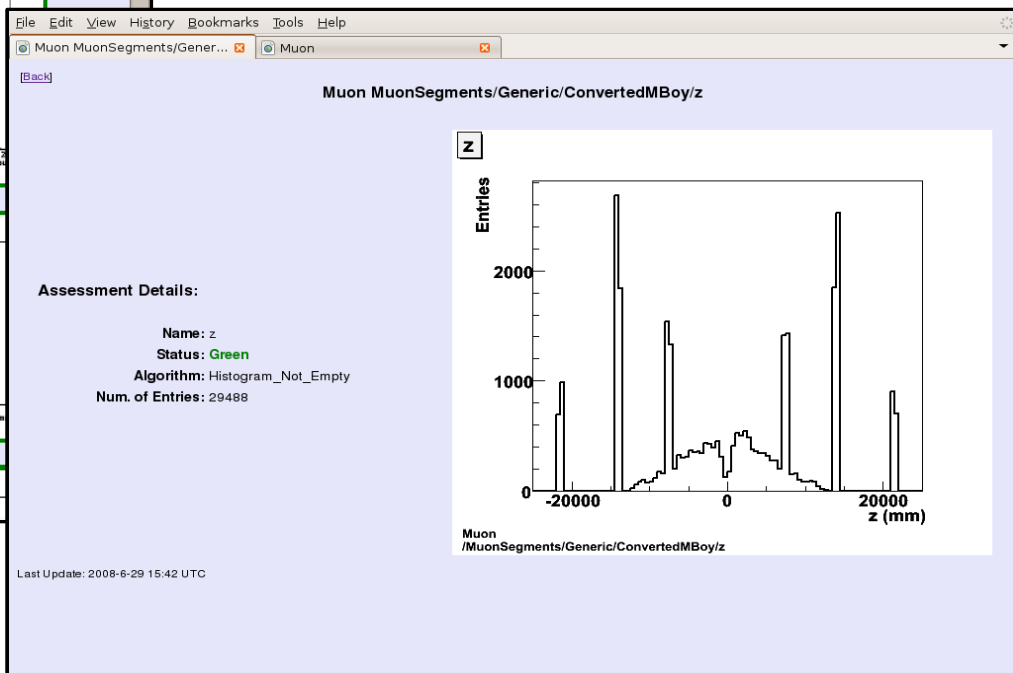 File Edit View History Bookmarks Tools Help
Muon MuonSegments/Gener... Muon
[Back]
Muon MuonSegments/Generic/ConvertedMBoy/z
z
Entries
2000
1000
0
-20000 0 20000
z (mm)
Muon
/MuonSegments/Generic/ConvertedMBoy/z
Assessment Details:
Name: z
Status: Green
Algorithm: Histogram_Not_Empty
Num. of Entries: 29488
Last Update: 2008-6-29 15:42 UTC